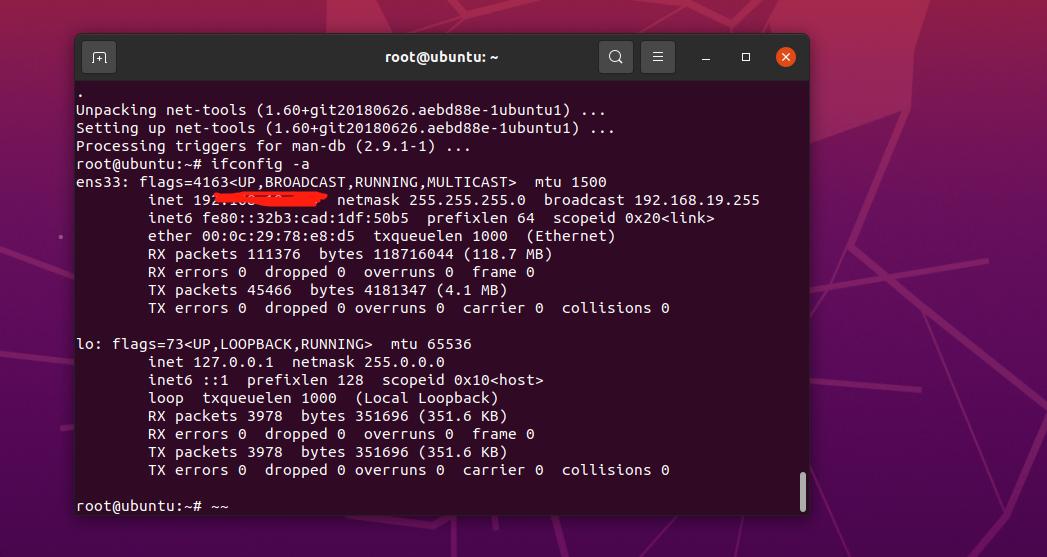 root@ubuntu: ~
.
Unpacking net-tools (1.60+git20180626.aebd88e-1ubuntu1) ...
Setting up net-tools (1.60+git20180626.aebd88e-1ubuntu1) ...
Processing triggers for man-db (2.9.1-1) ...
root@ubuntu:~# ifconfig -a
ens33: flags=4163<UP,BROADCAST,RUNNING,MULTICAST>  mtu 1500
        inet netmask 255.255.255.0  broadcast 192.168.19.255
        inet6 fe80::32b3:cad:1df:50b5  prefixlen 64  scopeid 0x20<link>
        ether 00:0c:29:78:e8:d5  txqueuelen 1000  (Ethernet)
        RX packets 111376  bytes 118716044 (118.7 MB)
        RX errors 0  dropped 0  overruns 0  frame 0
        TX packets 45466  bytes 4181347 (4.1 MB)
        TX errors 0  dropped 0 overruns 0  carrier 0  collisions 0
lo: flags=73<UP,LOOPBACK,RUNNING>  mtu 65536
        inet 127.0.0.1  netmask 255.0.0.0
        inet6 ::1  prefixlen 128  scopeid 0x10<host>
        loop  txqueuelen 1000  (Local Loopback)
        RX packets 3978  bytes 351696 (351.6 KB)
        RX errors 0  dropped 0  overruns 0  frame 0
        TX packets 3978  bytes 351696 (351.6 KB)
        TX errors 0  dropped 0 overruns 0  carrier 0  collisions 0
root@ubuntu:~# ~~